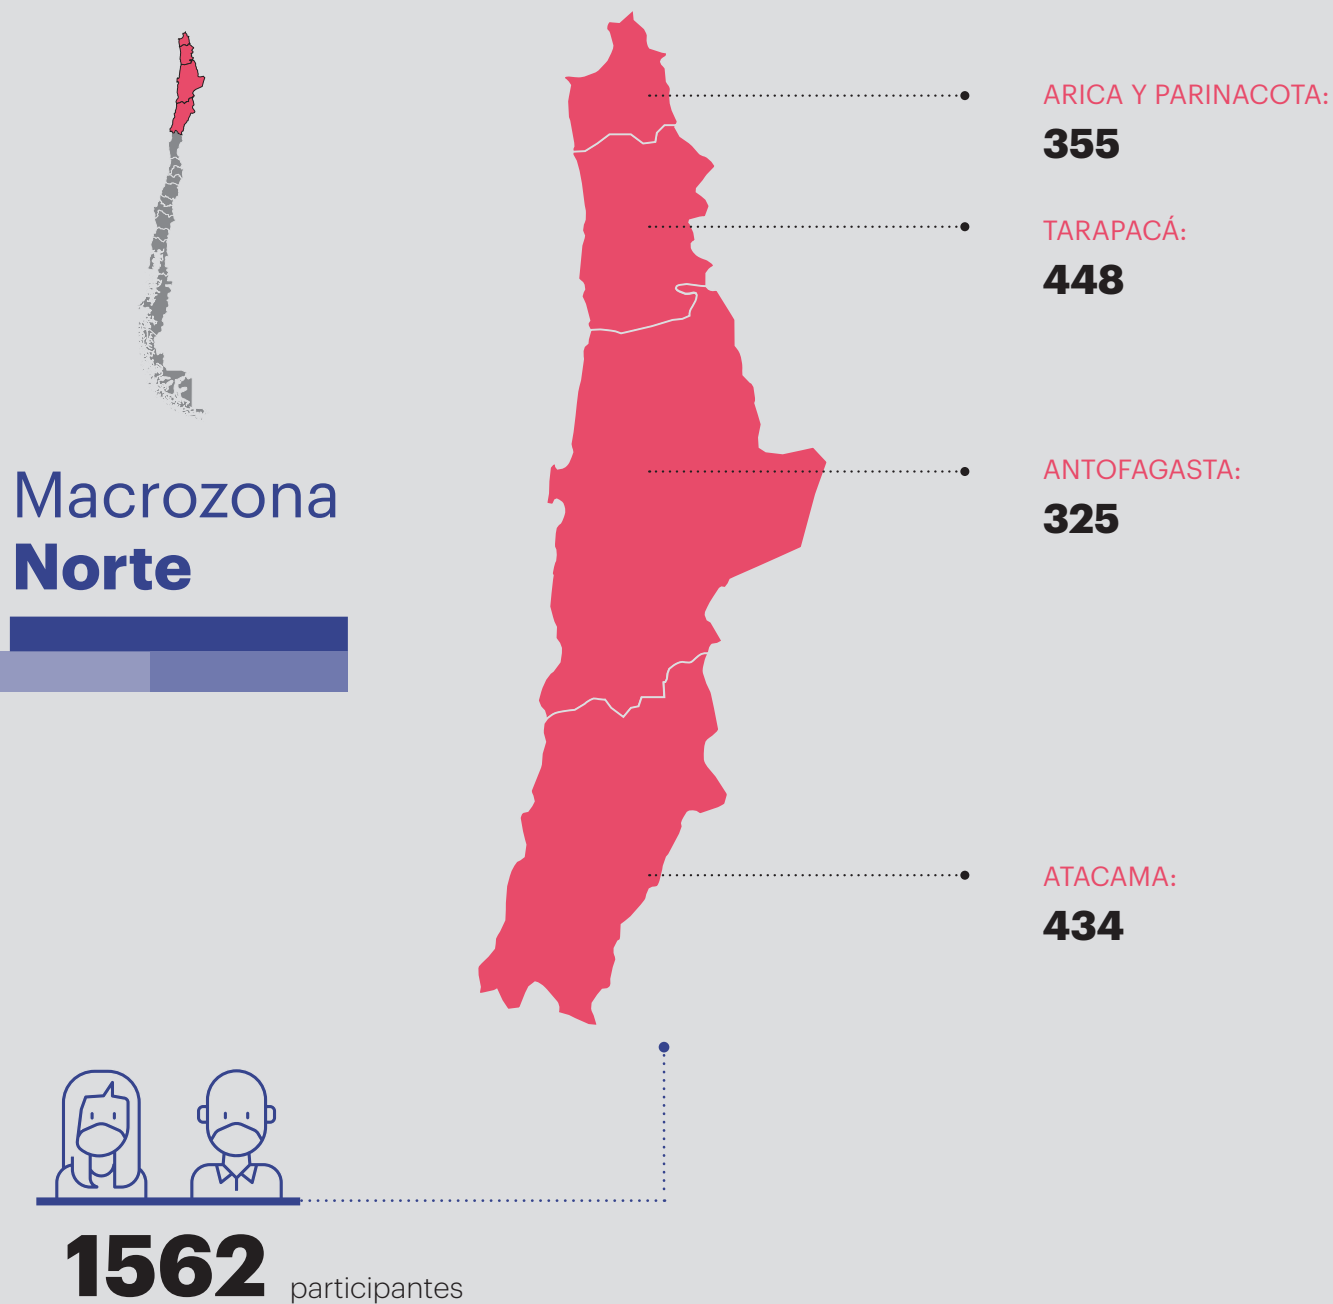 ARICA Y PARINACOTA:
355
TARAPACÁ:
448
Macrozona
Norte
ANTOFAGASTA:
325
ATACAMA:
434
1562 participantes